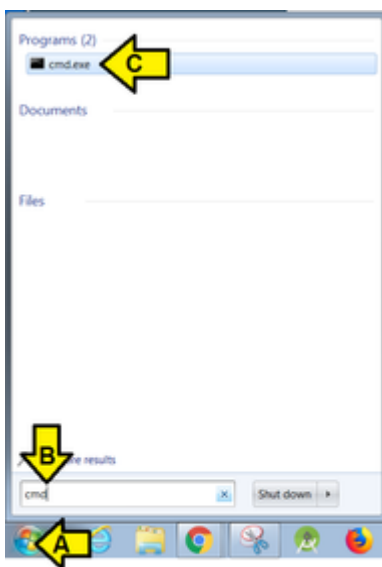 Programs (2)
cmd.exe
C
Documents
Files
B
results
cmd
Shut down
A